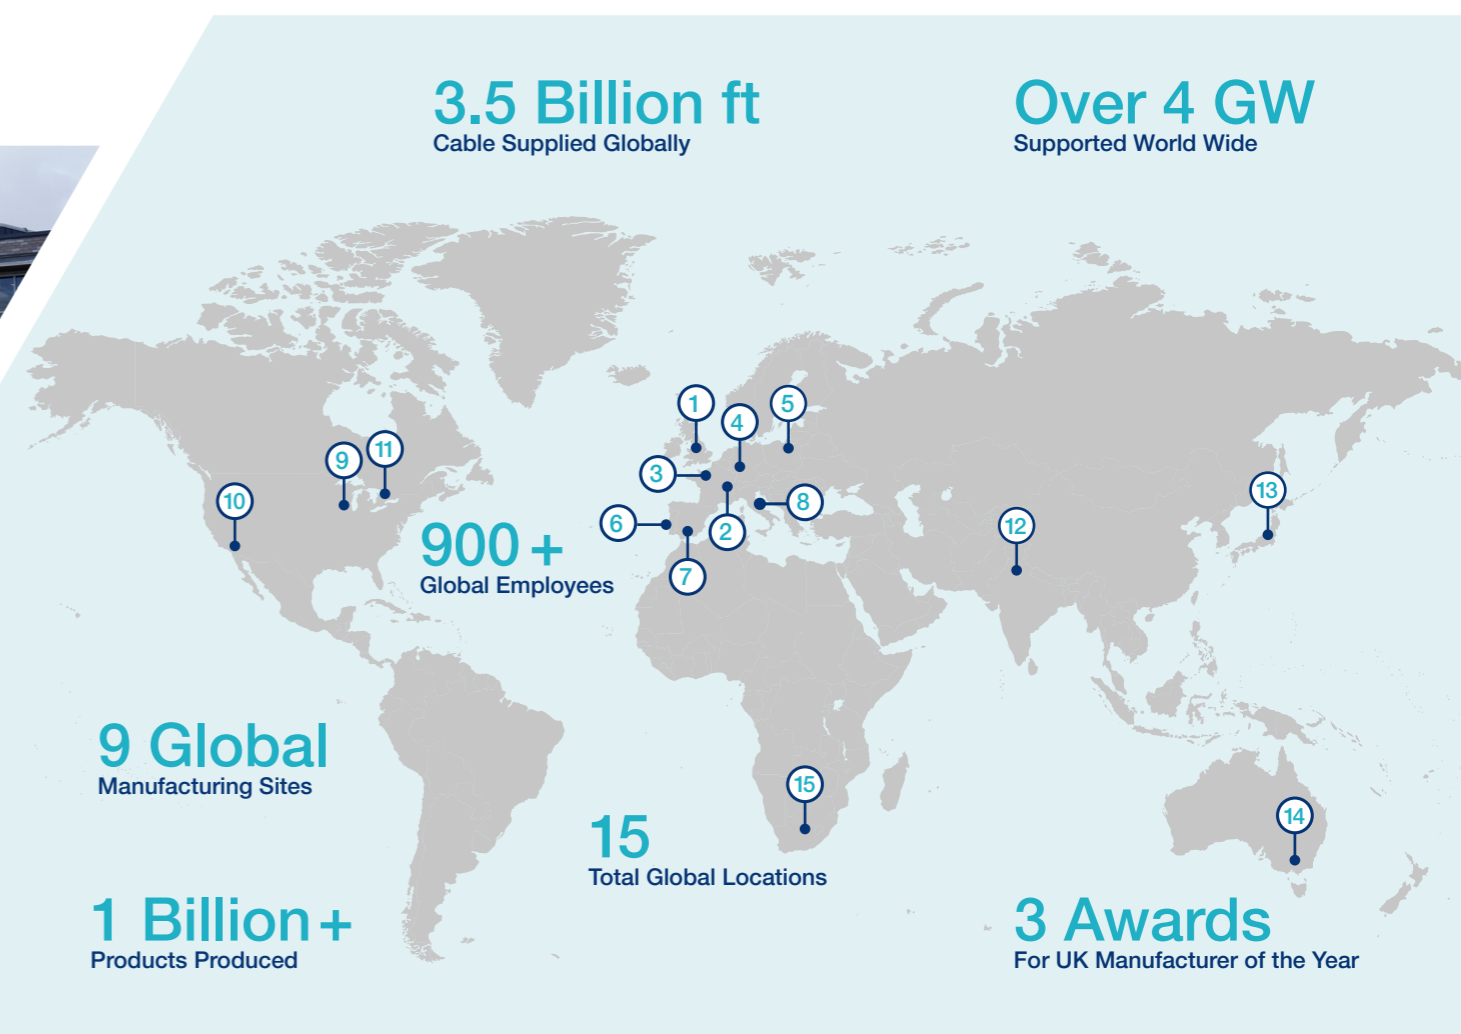 3.5 Billion ft
Cable Supplied Globally
Over 4 GW
Supported World Wide
1
5
4
11
9
3
10
13
8
6
12
2
900 +
Global Employees
7
9 Global
Manufacturing Sites
15
14
15
Total Global Locations
1 Billion +
Products Produced
3 Awards
For UK Manufacturer of the Year